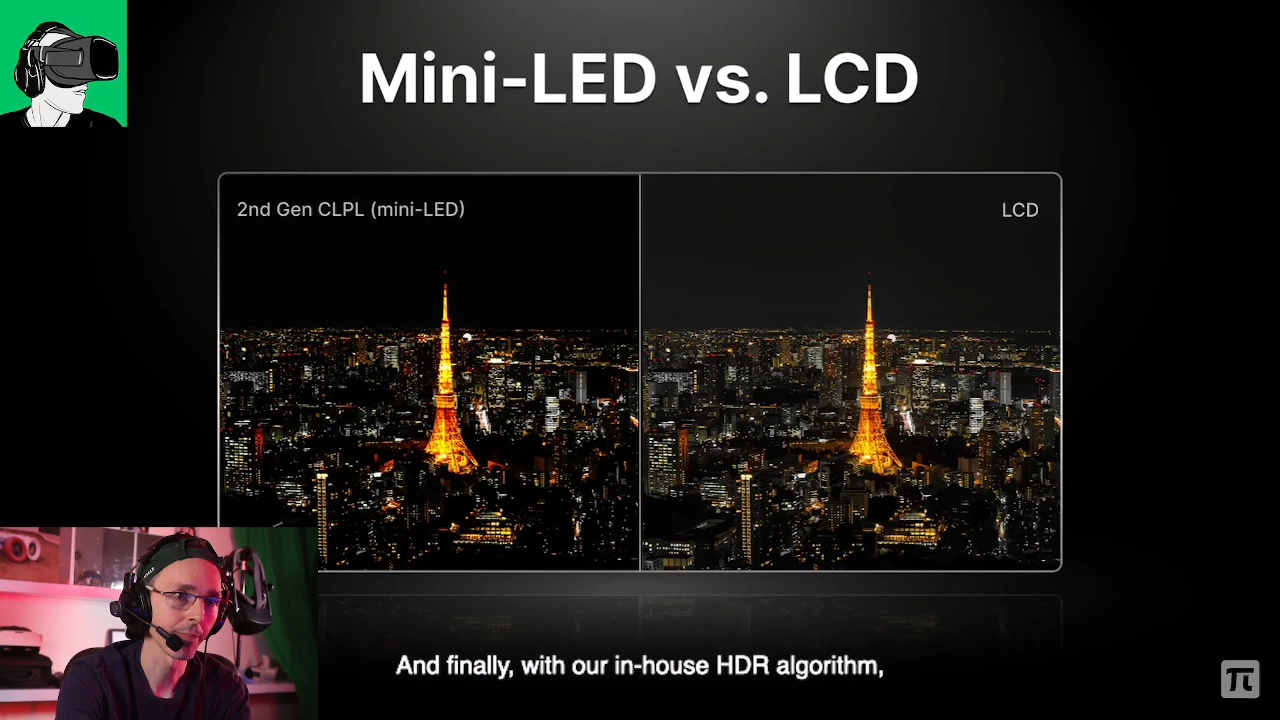 Mini-LED vs. LCD
2nd Gen CLPL (mini-LED)
LCD
And finally, with our in-house HDR algorithm,